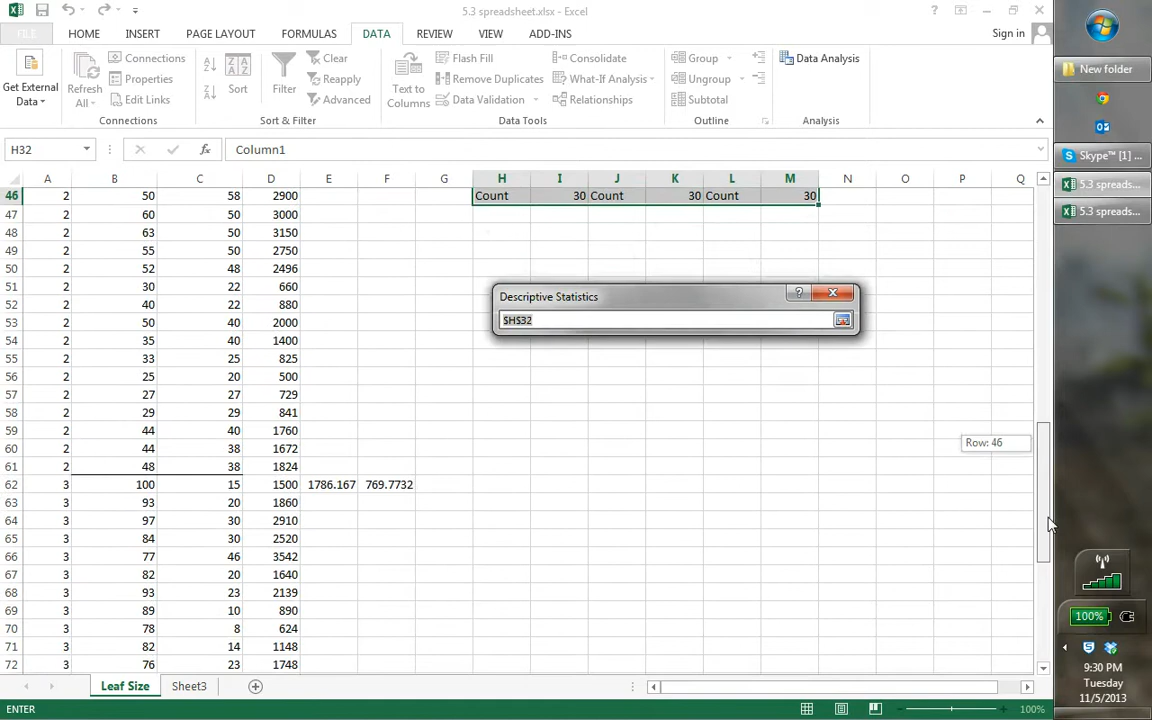 5.3 spreadsheet.xlsx - Excel
FILE HOME INSERT PAGE LAYOUT FORMULAS DATA REVIEW VIEW ADD-INS Sign in
New folder
Get External Data
Refresh All
Connections
Properties
Edit Links
Connections
Sort
Filter
Clear
Reapply
Advanced
Sort & Filter
Text to Columns
Flash Fill
Remove Duplicates
Data Validation
Consolidate
What-If Analysis
Relationships
Data Tools
Group
Ungroup
Subtotal
Outline
Data Analysis
Analysis
Skype™ [1] ...
5.3 spreads...
5.3 spreads...
H32 fx Column1
A B C D E F G H I J K L M N O P Q
46 2 50 58 2900 Count 30 Count 30 Count 30
47 2 60 50 3000
48 2 63 50 3150
49 2 55 50 2750
50 2 52 48 2496
51 2 30 22 660
52 2 40 22 880
53 2 50 40 2000
54 2 35 40 1400
55 2 33 25 825
56 2 25 20 500
57 2 27 27 729
58 2 29 29 841
59 2 44 40 1760
60 2 44 38 1672
61 2 48 38 1824
62 3 100 15 1500 1786.167 769.7732
63 3 93 20 1860
64 3 97 30 2910
65 3 84 30 2520
66 3 77 46 3542
67 3 82 20 1640
68 3 93 23 2139
69 3 89 10 890
70 3 78 8 624
71 3 82 14 1148
72 3 76 23 1748
Descriptive Statistics
$H$32
Row: 46
Leaf Size Sheet3
ENTER
100%
100%
9:30 PM
Tuesday
11/5/2013